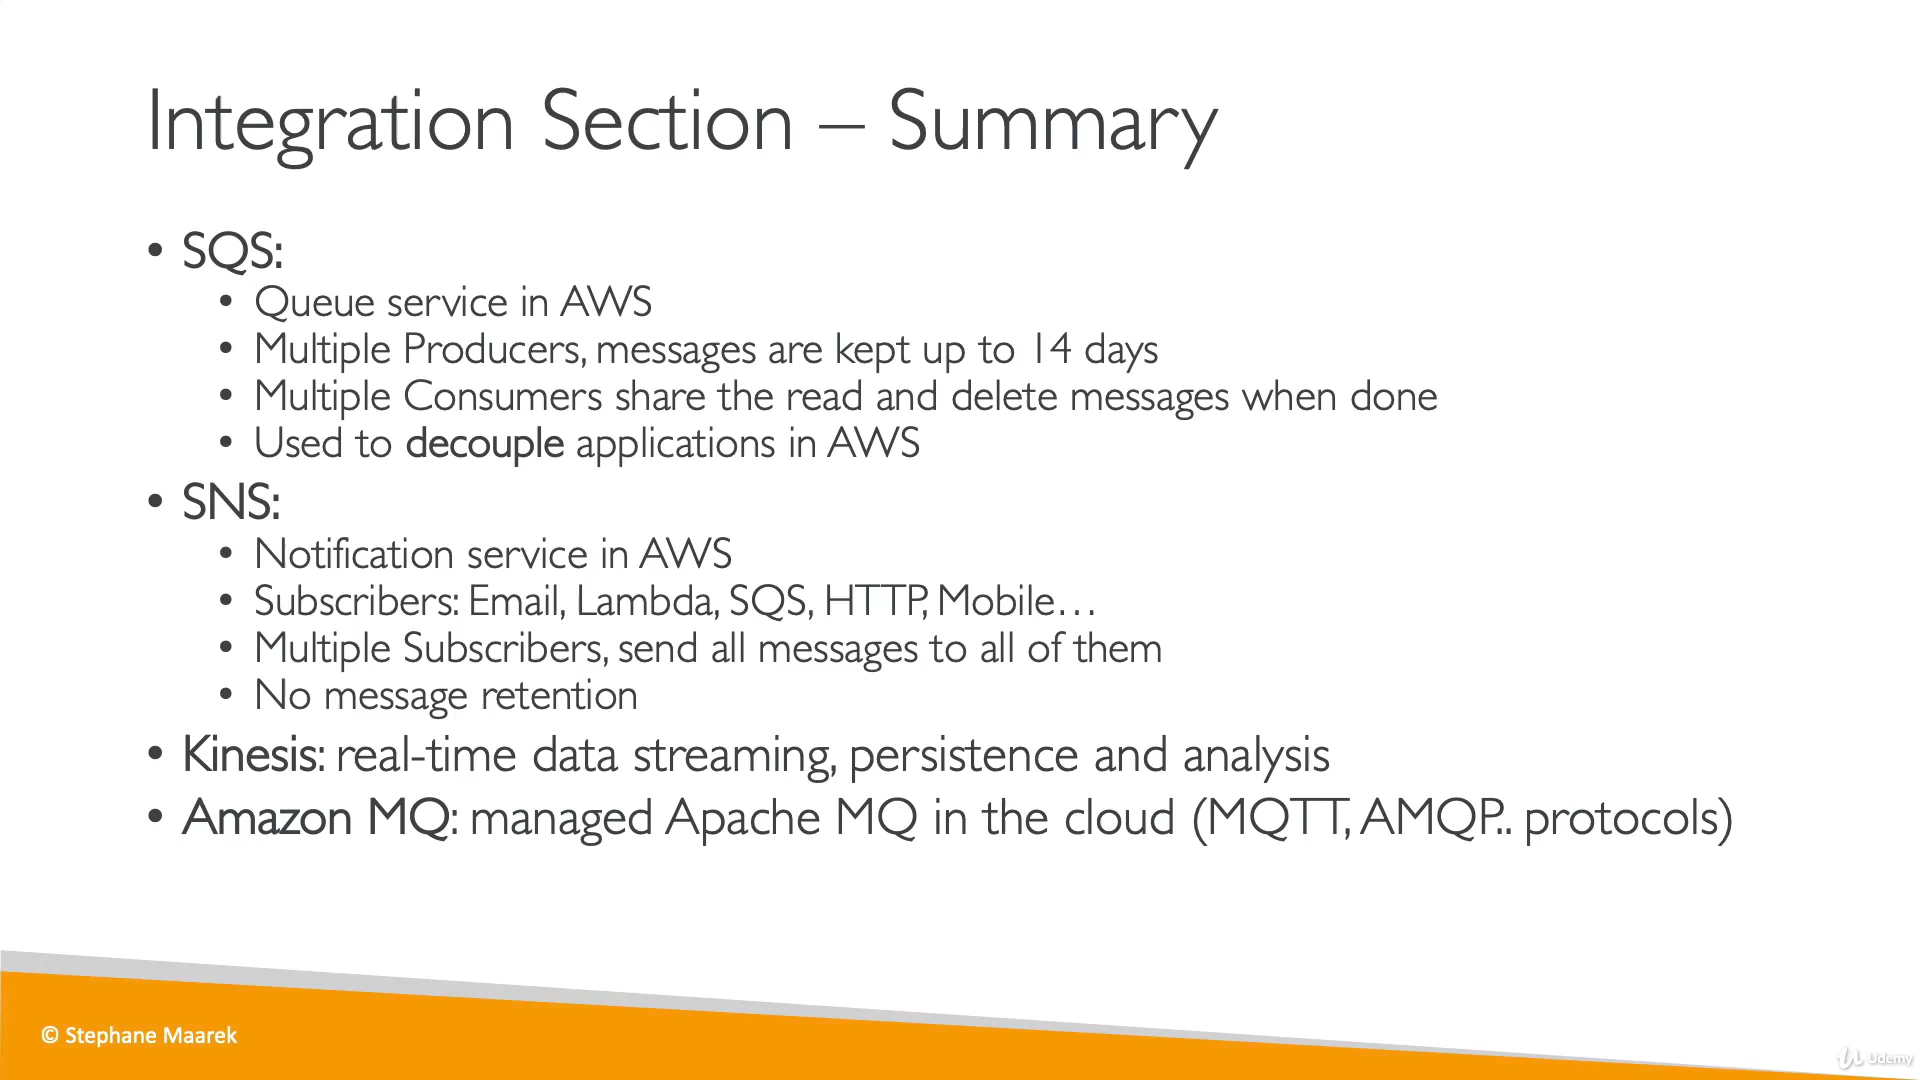 Integration Section – Summary
• SQS:
• Queue service in AWS
• Multiple Producers, messages are kept up to 14 days
• Multiple Consumers share the read and delete messages when done
• Used to decouple applications in AWS
• SNS:
• Notification service in AWS
• Subscribers: Email, Lambda, SQS, HTTP, Mobile…
• Multiple Subscribers, send all messages to all of them
• No message retention
• Kinesis: real-time data streaming, persistence and analysis
• Amazon MQ: managed Apache MQ in the cloud (MQTT, AMQP.. protocols)
© Stephane Maarek
Udemy